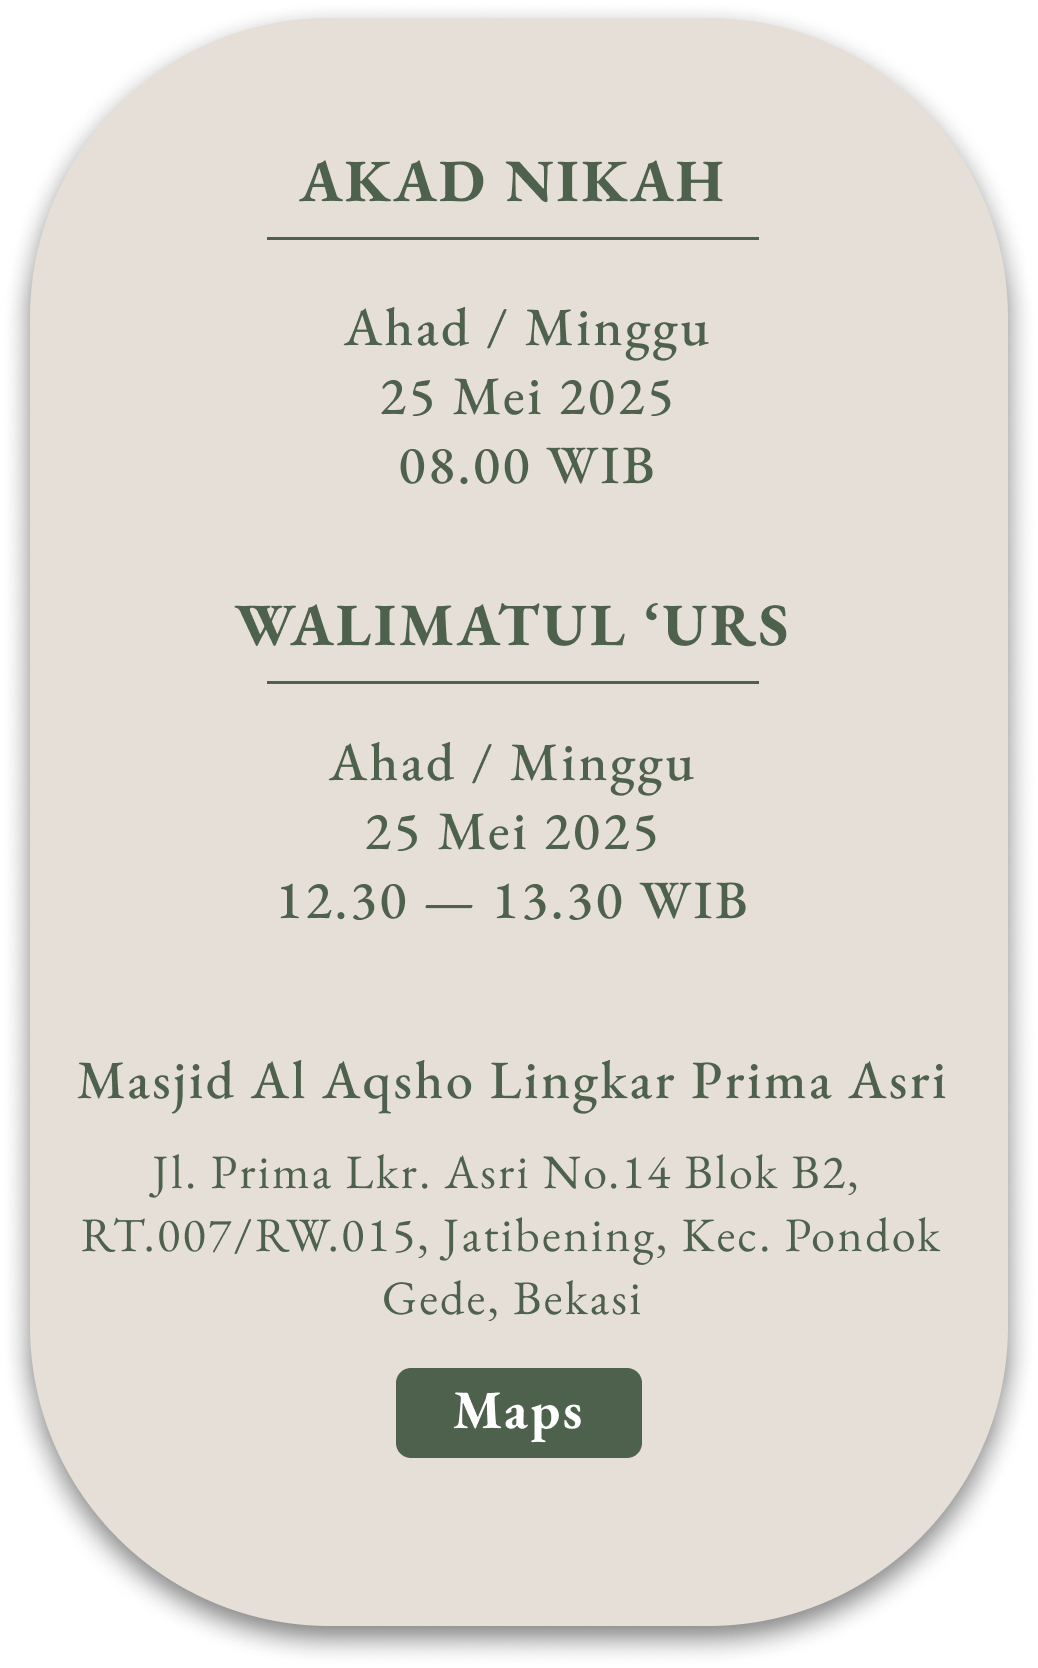 AKAD NIKAH
Ahad / Minggu
25 Mei 2025
08.00 WIB
WALIMATUL ‘URS
Ahad / Minggu
25 Mei 2025
12.30 — 13.30 WIB
Masjid Al Aqsho Lingkar Prima Asri
Jl. Prima Lkr. Asri No.14 Blok B2,
RT.007/RW.015, Jatibening, Kec. Pondok
Gede, Bekasi
Maps